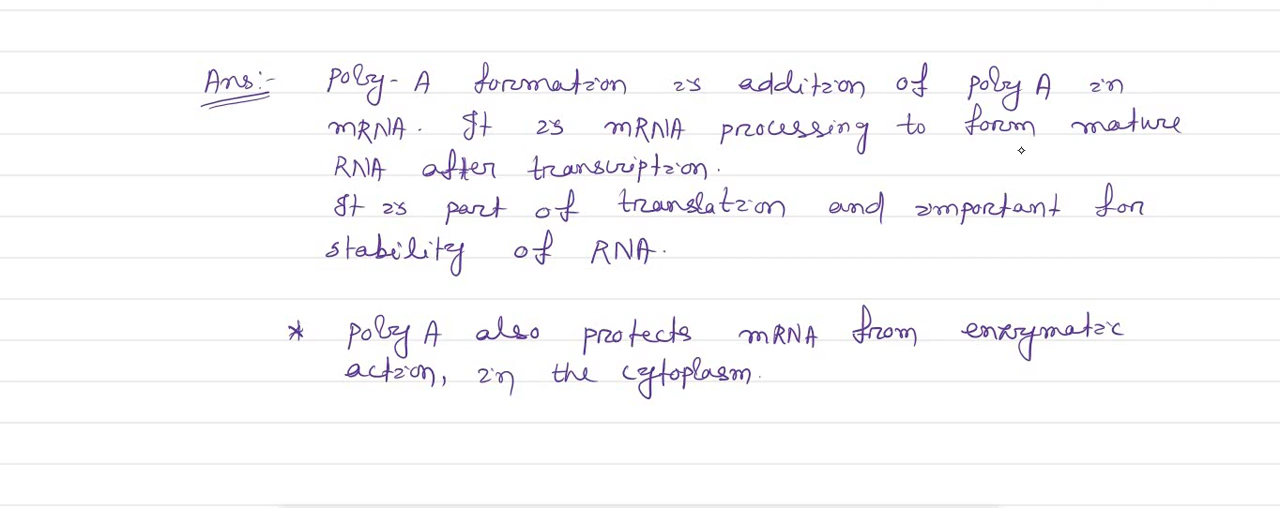 Ans:- Poly-A formation is addition of poly A in
mRNA. It is mRNA processing to form mature
RNA after transcription.
It is part of translation and important for
stability of RNA.
* Poly A also protects mRNA from enzymatic
action, in the cytoplasm.